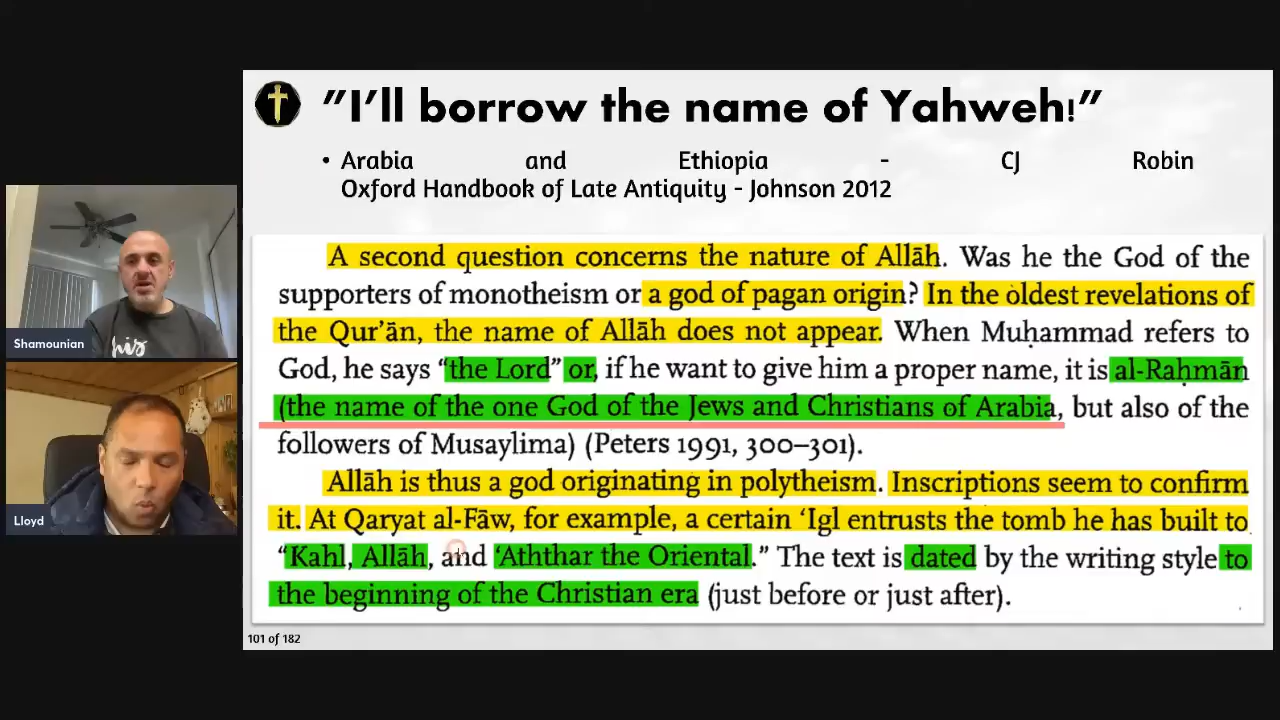 "I'll borrow the name of Yahweh!"
• Arabia and Ethiopia - CJ Robin
Oxford Handbook of Late Antiquity - Johnson 2012
A second question concerns the nature of Allāh. Was he the God of the
supporters of monotheism or a god of pagan origin? In the oldest revelations of
the Qur'ān, the name of Allāh does not appear. When Muḥammad refers to
God, he says "the Lord" or, if he want to give him a proper name, it is al-Raḥmān
(the name of the one God of the Jews and Christians of Arabia, but also of the
followers of Musaylima) (Peters 1991, 300–301).
Allāh is thus a god originating in polytheism. Inscriptions seem to confirm
it. At Qaryat al-Fāw, for example, a certain 'Igl entrusts the tomb he has built to
"Kahl, Allāh, and 'Aththar the Oriental." The text is dated by the writing style to
the beginning of the Christian era (just before or just after).
101 of 182
Shamounian
his
Lloyd